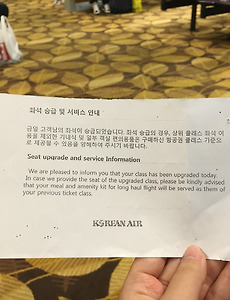 좌석 승급 및 서비스 안내
금일 고객님의 좌석이 승급되었습니다. 좌석 승급의 경우, 상위 클래스 좌석 이
용을 제외한 기내식 및 일부 객실 편의용품은 구매하신 항공권 클래스 기준으
로 제공될 수 있음을 양해하여 주시기 바랍니다.
Seat upgrade and service Information
We are pleased to inform you that your class has been upgraded today.
In case we provide the seat of the upgraded class, please be kindly advised
that your meal and amenity kit for long haul flight will be served as them of
your previous ticket class.
KOREAN AIR